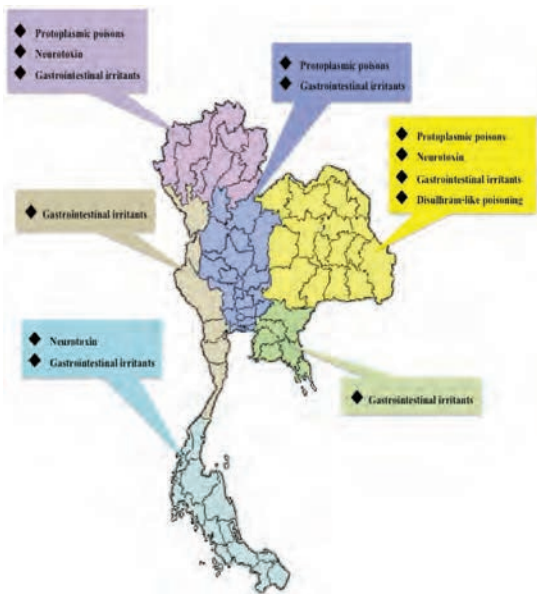 ◆ Protoplasmic poisons
◆ Neurotoxin
◆ Gastrointestinal irritants
◆ Protoplasmic poisons
◆ Gastrointestinal irritants
◆ Protoplasmic poisons
◆ Neurotoxin
◆ Gastrointestinal irritants
◆ Disulfiram-like poisoning
◆ Gastrointestinal irritants
◆ Neurotoxin
◆ Gastrointestinal irritants
◆ Gastrointestinal irritants